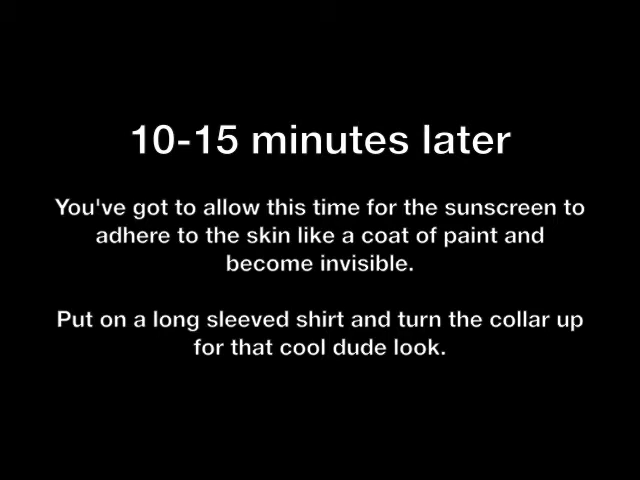 10-15 minutes later
You've got to allow this time for the sunscreen to
adhere to the skin like a coat of paint and
become invisible.
Put on a long sleeved shirt and turn the collar up
for that cool dude look.